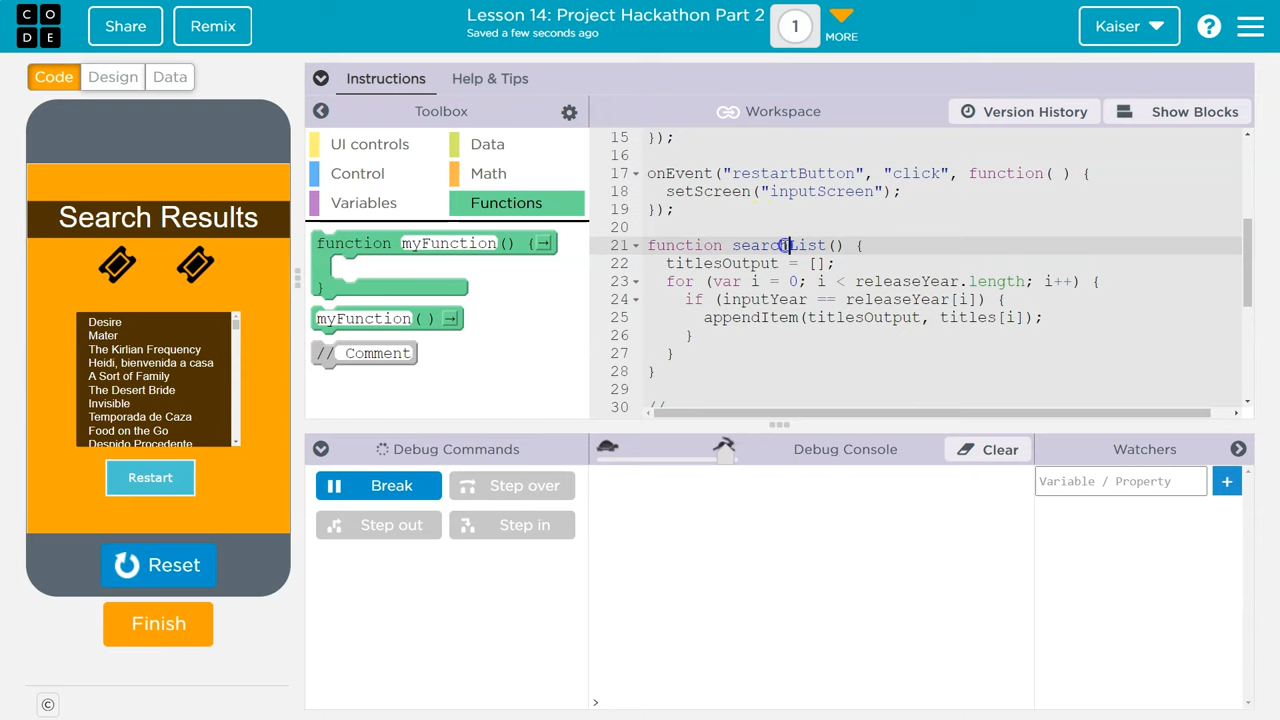 CO
DE
Share
Remix
Lesson 14: Project Hackathon Part 2
Saved a few seconds ago
1
MORE
Kaiser
?
Code
Design
Data
Instructions
Help & Tips
Toolbox
Workspace
Version History
Show Blocks
UI controls
Data
Control
Math
Variables
Functions
function myFunction() {
}
myFunction()
// Comment
15 });
16
17 onEvent("restartButton", "click", function( ) {
18 setScreen("inputScreen");
19 });
20
21 function searchList() {
22 titlesOutput = [];
23 for (var i = 0; i < releaseYear.length; i++) {
24 if (inputYear == releaseYear[i]) {
25 appendItem(titlesOutput, titles[i]);
26 }
27 }
28 }
29
30 //
Search Results
Desire
Mater
The Kirlian Frequency
Heidi, bienvenida a casa
A Sort of Family
The Desert Bride
Invisible
Temporada de Caza
Food on the Go
Despido Procedente
Restart
Reset
Finish
©
Debug Commands
Debug Console
Clear
Watchers
Break
Step over
Step out
Step in
Variable / Property
+
>